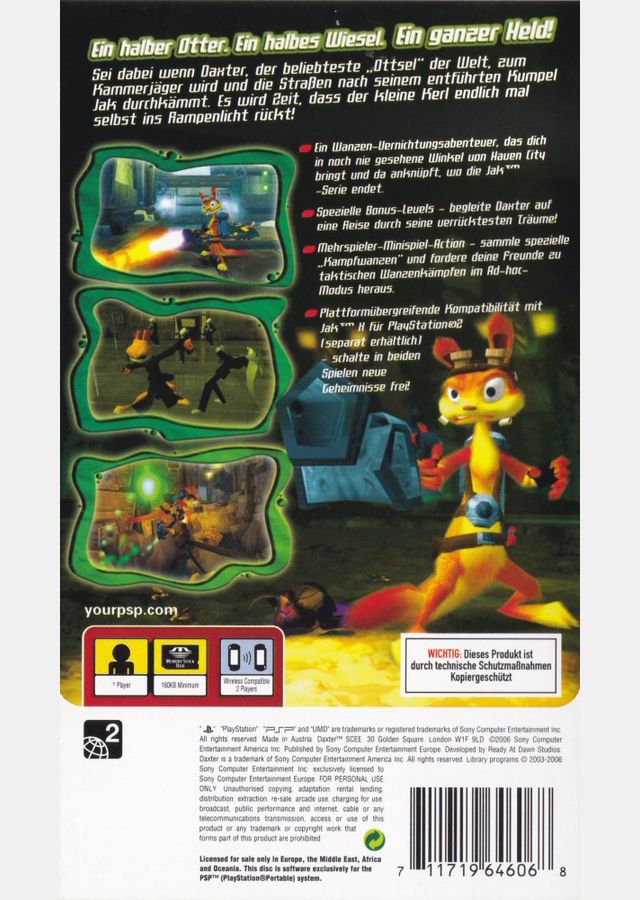 Ein halber Otter. Ein halbes Wiesel. Ein ganzer Held!
Sei dabei wenn Daxter, der beliebteste „Ottsel" der Welt, zum
Kammerjäger wird und die Straßen nach seinem entführten Kumpel
Jak durchkämmt. Es wird Zeit, dass der kleine Kerl endlich mal
selbst ins Rampenlicht rückt!
Ein Wanzen-Vernichtungsabenteuer, das dich
in noch nie gesehene Winkel von Haven City
bringt und da anknüpft, wo die Jak™
-Serie endet.
Spezielle Bonus-Levels – begleite Daxter auf
eine Reise durch seine verrücktesten Träume!
Mehrspieler-Minispiel-Action – sammle spezielle
„Kampfwanzen" und fordere deine Freunde zu
taktischen Wanzenkämpfen im Ad-hoc-
Modus heraus.
Plattformübergreifende Kompatibilität mit
Jak™ X für PlayStation®2
(separat erhältlich)
– schalte in beiden
Spielen neue
Geheimnisse frei!
yourpsp.com
1 Player
MEMORY STICK
DUO
160KB Minimum
Wireless Compatible
2 Players
WICHTIG: Dieses Produkt ist
durch technische Schutzmaßnahmen
Kopiergeschützt
2
"PlayStation" "PSP" and "UMD" are trademarks or registered trademarks of Sony Computer Entertainment Inc.
All rights reserved. Made in Austria. Daxter™ SCEE 30 Golden Square. London W1F 9LD. ©2006 Sony Computer
Entertainment America Inc. Published by Sony Computer Entertainment Europe. Developed by Ready At Dawn Studios.
Daxter is a trademark of Sony Computer Entertainment America Inc. All rights reserved. Library programs © 2003-2006
Sony Computer Entertainment Inc. exclusively licensed to
Sony Computer Entertainment Europe. FOR PERSONAL USE
ONLY. Unauthorised copying, adaptation, rental, lending,
distribution, extraction, re-sale, arcade use, charging for use,
broadcast, public performance and internet, cable or any
telecommunications transmission, access or use of this
product or any trademark or copyright work that
forms part of this product are prohibited.
Licensed for sale only in Europe, the Middle East, Africa
and Oceania. This disc is software exclusively for the
PSP™ (PlayStation®Portable) system.
7 11719 64606 8